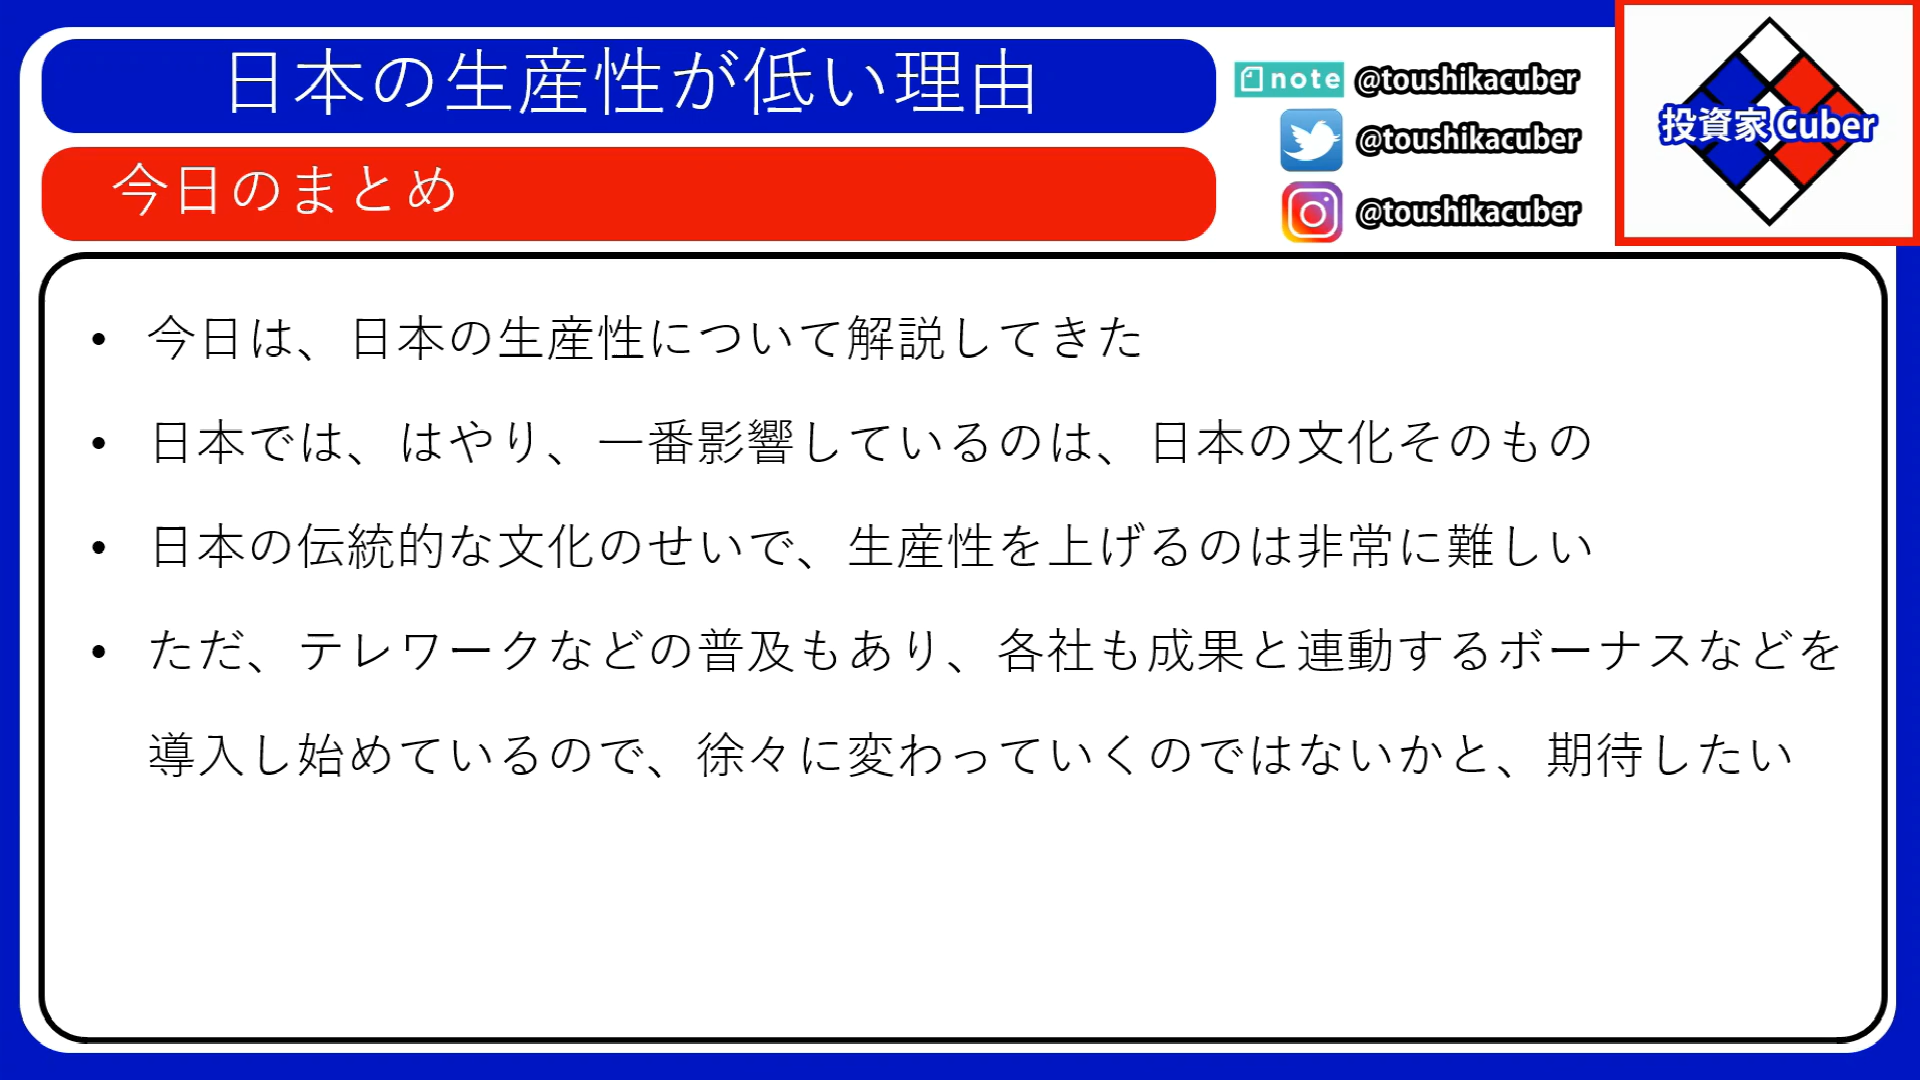 日本の生産性が低い理由
今日のまとめ
note @toushikacuber
@toushikacuber
@toushikacuber
投資家 Cuber
• 今日は、日本の生産性について解説してきた
• 日本では、はやり、一番影響しているのは、日本の文化そのもの
• 日本の伝統的な文化のせいで、生産性を上げるのは非常に難しい
• ただ、テレワークなどの普及もあり、各社も成果と連動するボーナスなどを
導入し始めているので、徐々に変わっていくのではないかと、期待したい